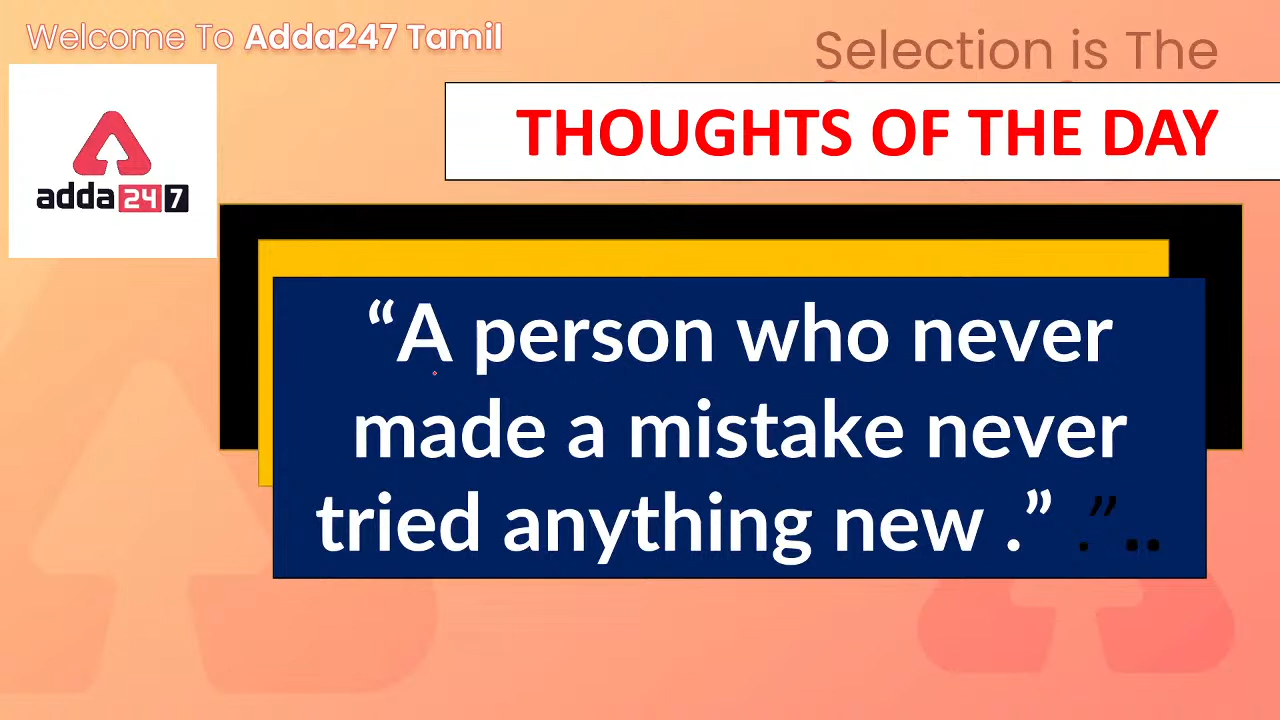 Welcome To Adda247 Tamil
Selection is The
adda247
THOUGHTS OF THE DAY
“A person who never
made a mistake never
tried anything new .” .” ..